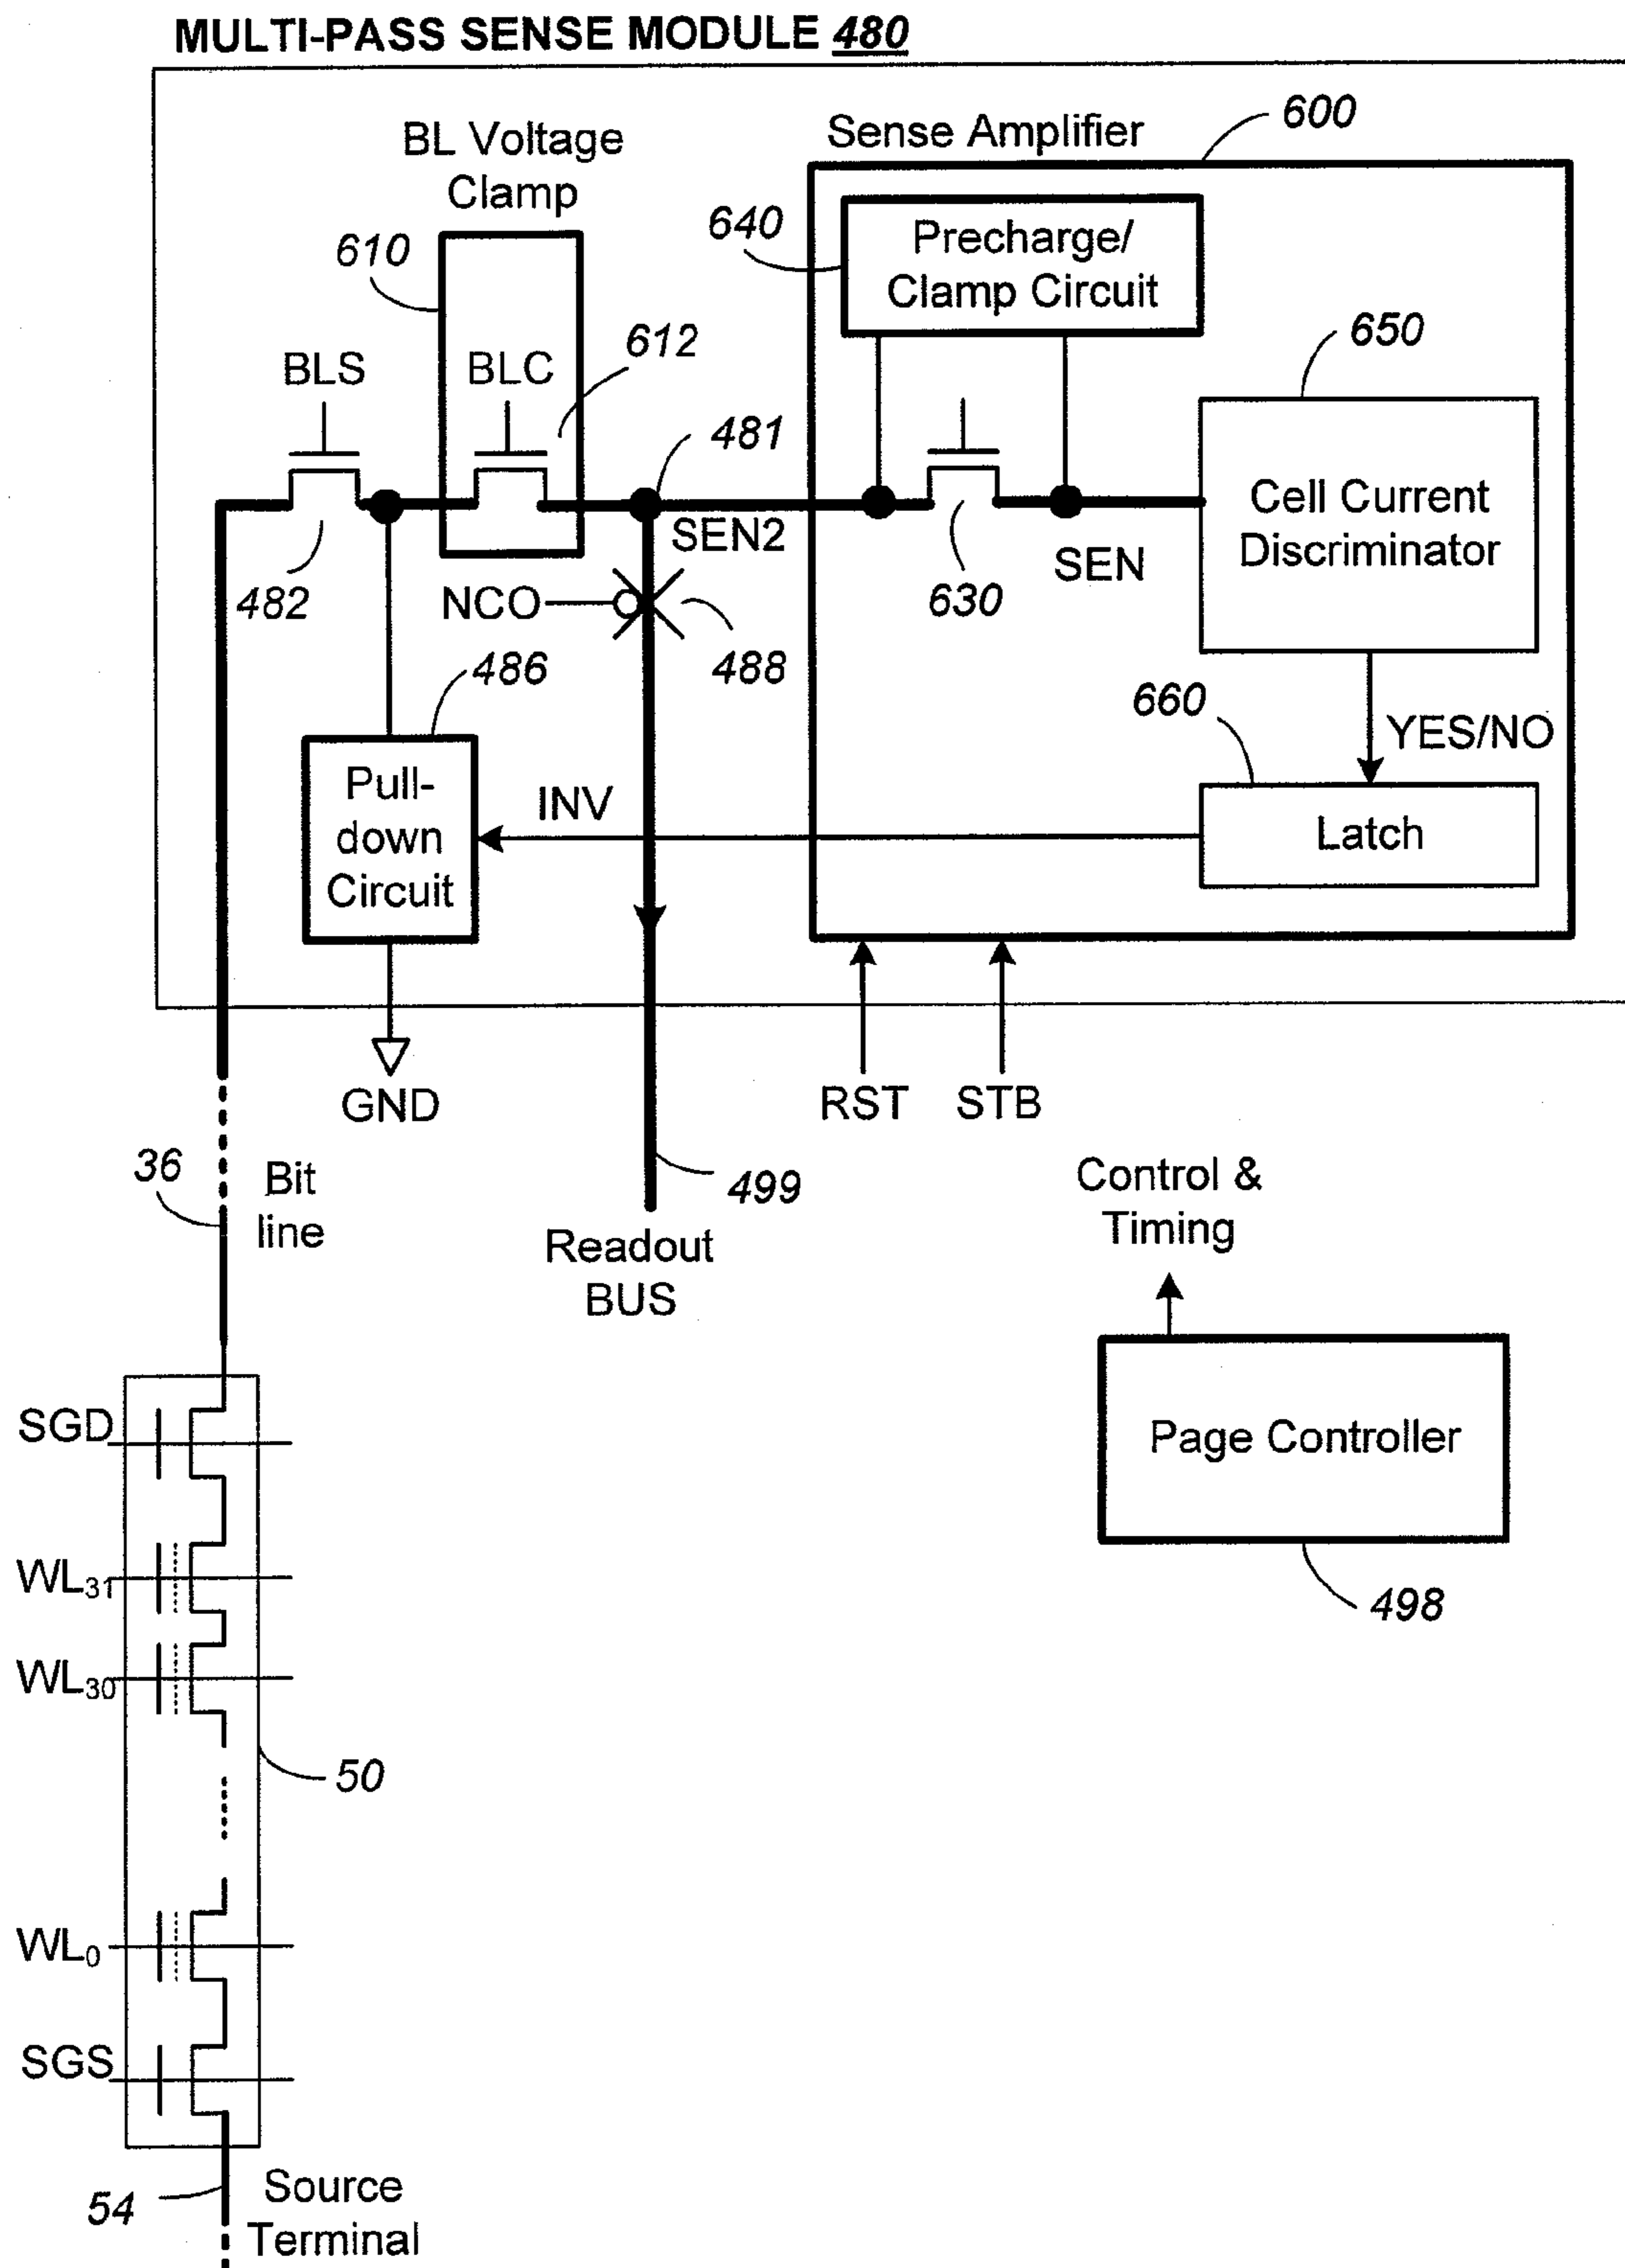 MULTI-PASS SENSE MODULE 480
600
Sense Amplifier
BL Voltage
Clamp
640
Precharge/
Clamp Circuit
610
612
650
BLS
BLC
481
SEN2
Cell Current
Discriminator
SEN
482
NCO
630
488
486
660
YES/NO
Pull-
down
Circuit
INV
Latch
GND
RST
STB
36
Bit
line
499
Readout
BUS
Control &
Timing
Page Controller
498
SGD
WL31
WL30
50
WL0
SGS
54
Source
Terminal